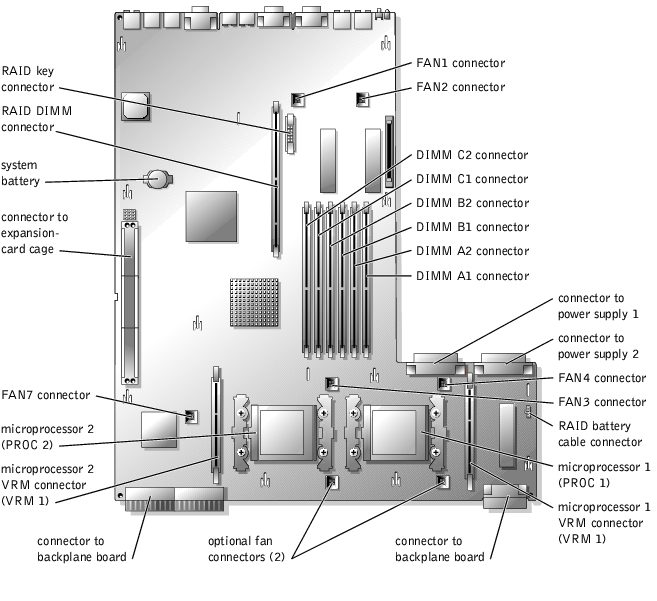 RAID key
connector
RAID DIMM
connector
system
battery
connector to
expansion-
card cage
FAN7 connector
microprocessor 2
(PROC 2)
microprocessor 2
VRM connector
(VRM 1)
connector to
backplane board
optional fan
connectors (2)
connector to
backplane board
FAN1 connector
FAN2 connector
DIMM C2 connector
DIMM C1 connector
DIMM B2 connector
DIMM B1 connector
DIMM A2 connector
DIMM A1 connector
connector to
power supply 1
connector to
power supply 2
FAN4 connector
FAN3 connector
RAID battery
cable connector
microprocessor 1
(PROC 1)
microprocessor 1
VRM connector
(VRM 1)